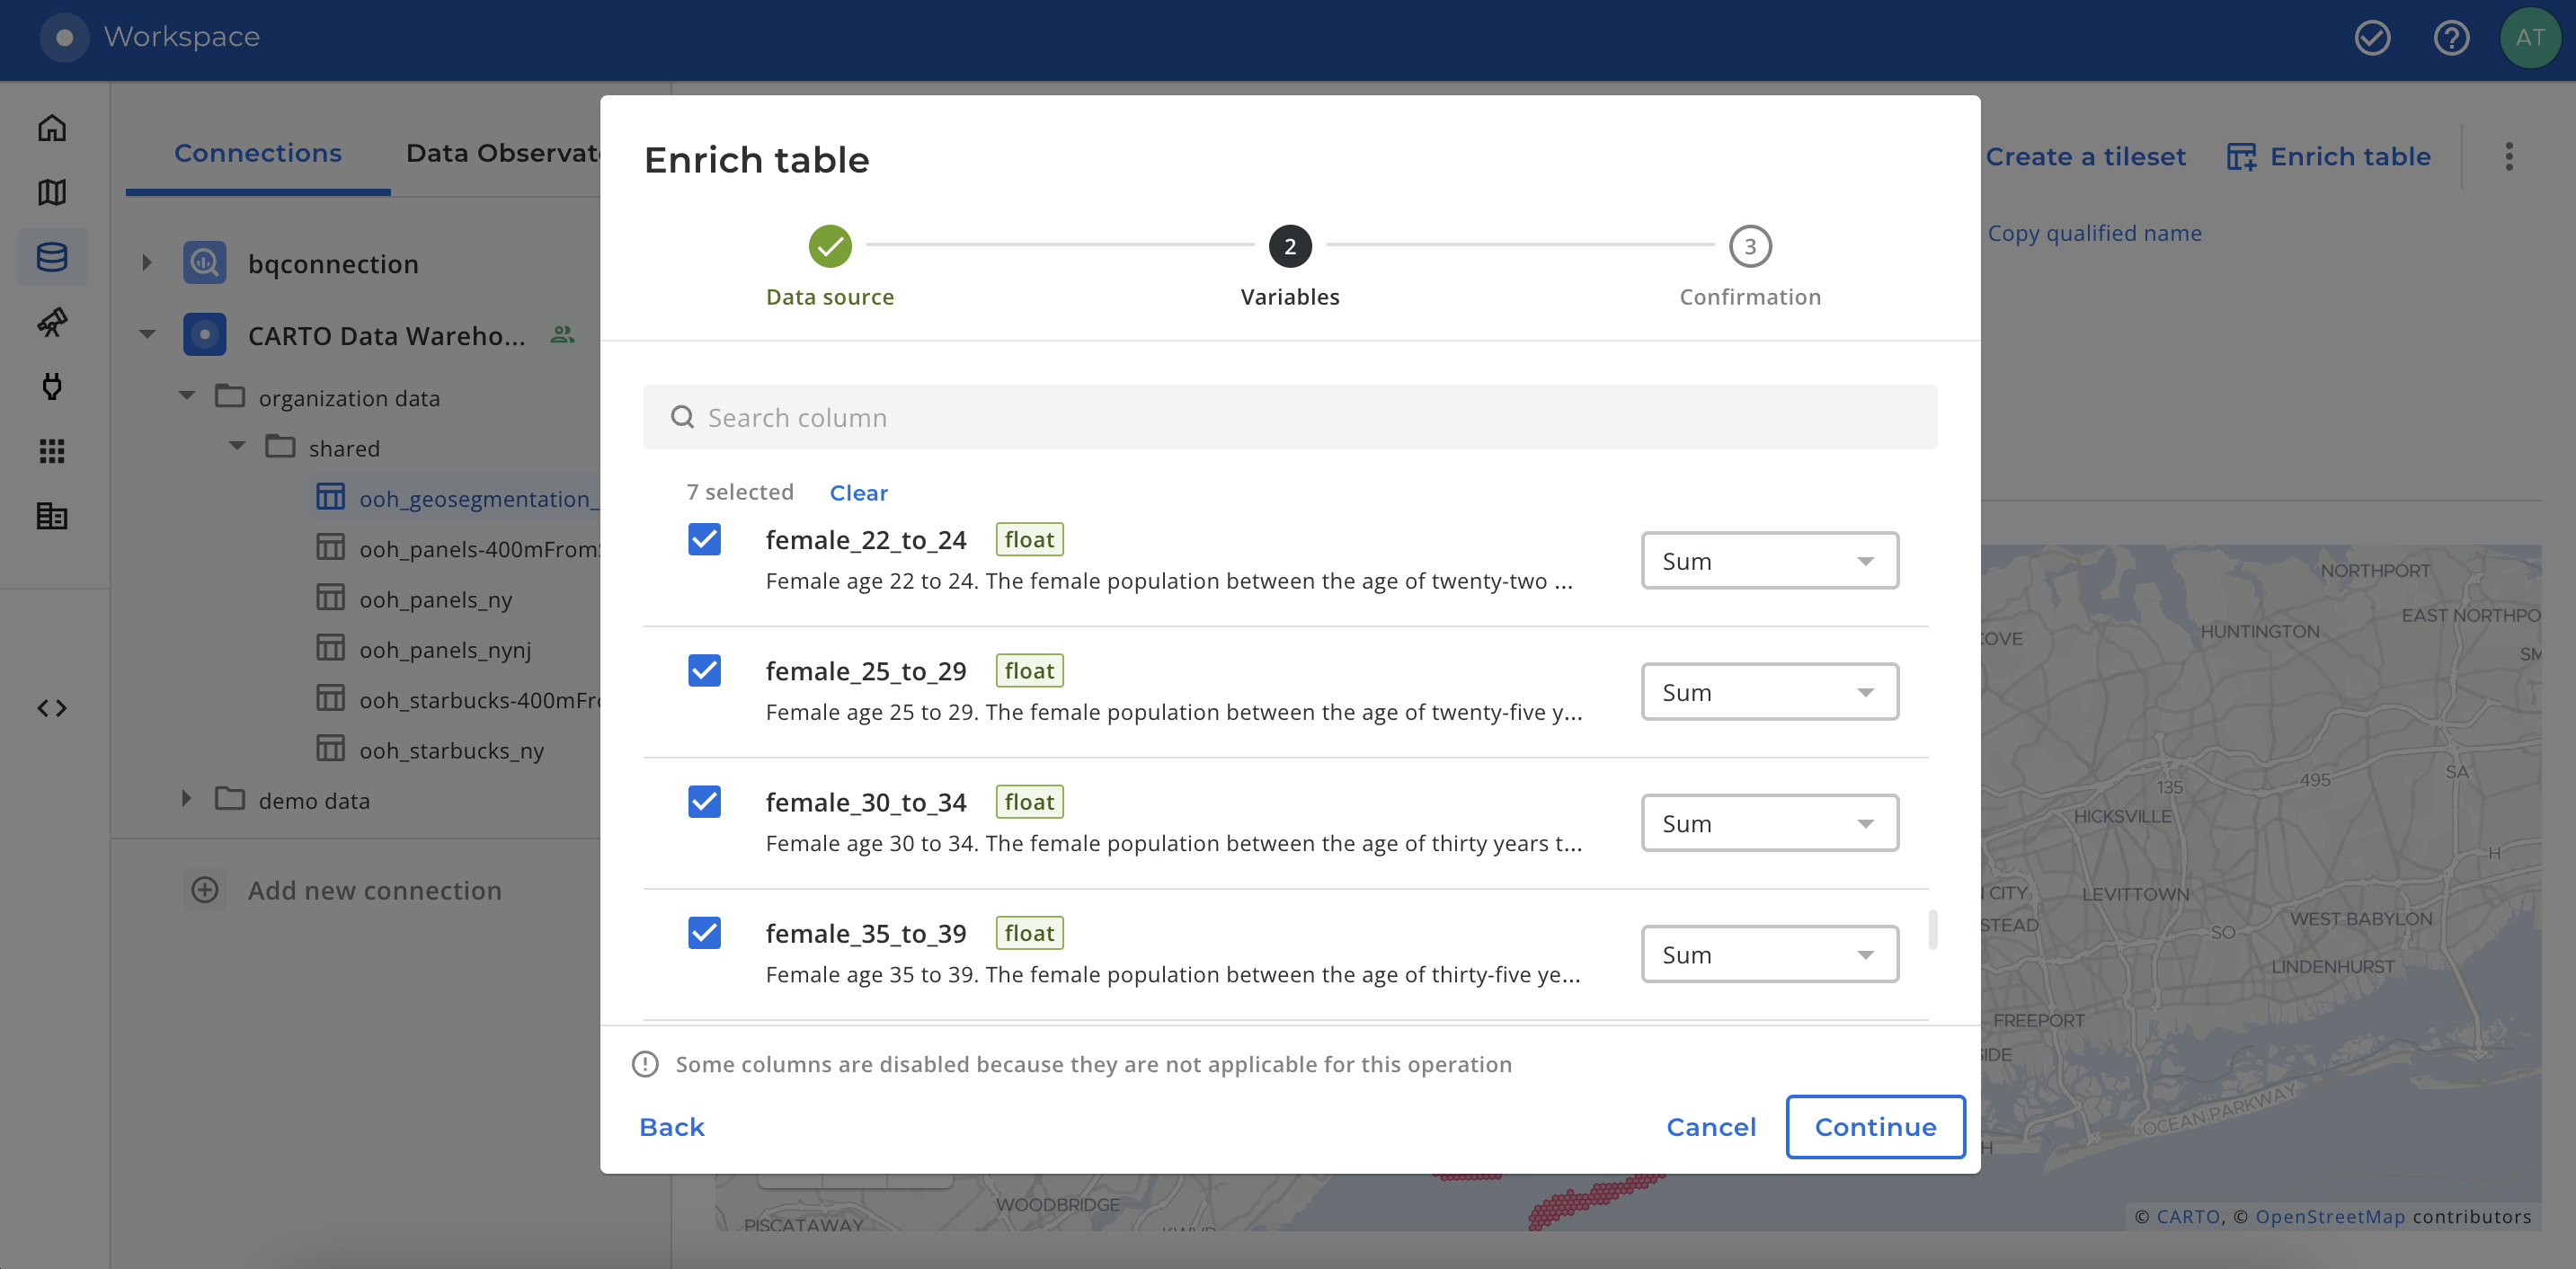 Workspace
AT
Connections
Data Observat
Create a tileset
Enrich table
Copy qualified name
bqconnection
CARTO Data Wareho...
organization data
shared
ooh_geosegmentation_
ooh_panels-400mFrom
ooh_panels_ny
ooh_panels_nynj
ooh_starbucks-400mFr
ooh_starbucks_ny
demo data
Add new connection
Enrich table
2
3
Data source
Variables
Confirmation
Search column
7 selected
Clear
female_22_to_24
float
Female age 22 to 24. The female population between the age of twenty-two ...
Sum
female_25_to_29
float
Female age 25 to 29. The female population between the age of twenty-five y...
Sum
female_30_to_34
float
Female age 30 to 34. The female population between the age of thirty years t...
Sum
female_35_to_39
float
Female age 35 to 39. The female population between the age of thirty-five ye...
Sum
Some columns are disabled because they are not applicable for this operation
Back
Cancel
Continue
NORTHPORT
EAST NORTHPO
HUNTINGTON
COVE
SM
495
SA
135
HICKSVILLE
H
CITY
LEVITTOWN
STEAD
WEST BABYLON
SO
LINDENHURST
FREEPORT
SIDE
OCEAN PARKWAY
H
WOODBRIDGE
PISCATAWAY
© CARTO, © OpenStreetMap contributors